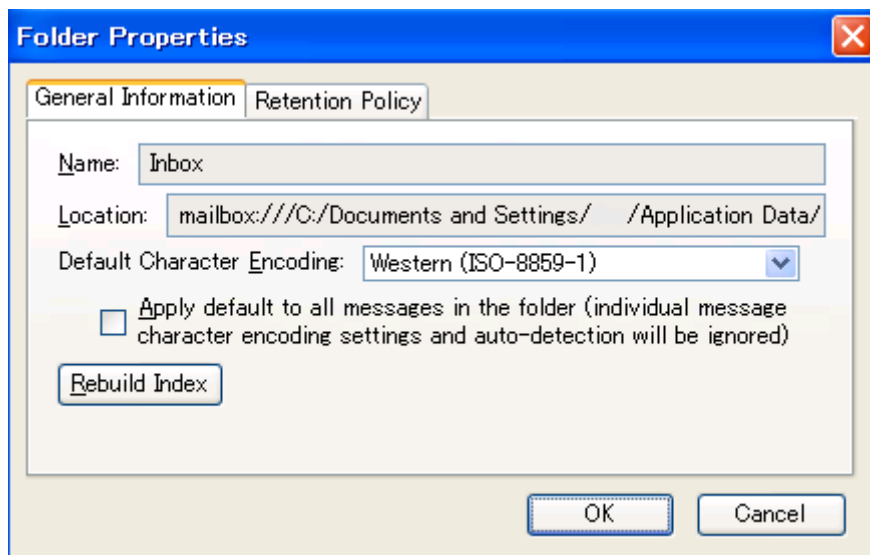 Folder Properties
General Information Retention Policy
Name: Inbox
Location: mailbox:///C:/Documents and Settings/ /Application Data/
Default Character Encoding: Western (ISO-8859-1)
Apply default to all messages in the folder (individual message
character encoding settings and auto-detection will be ignored)
Rebuild Index
OK Cancel